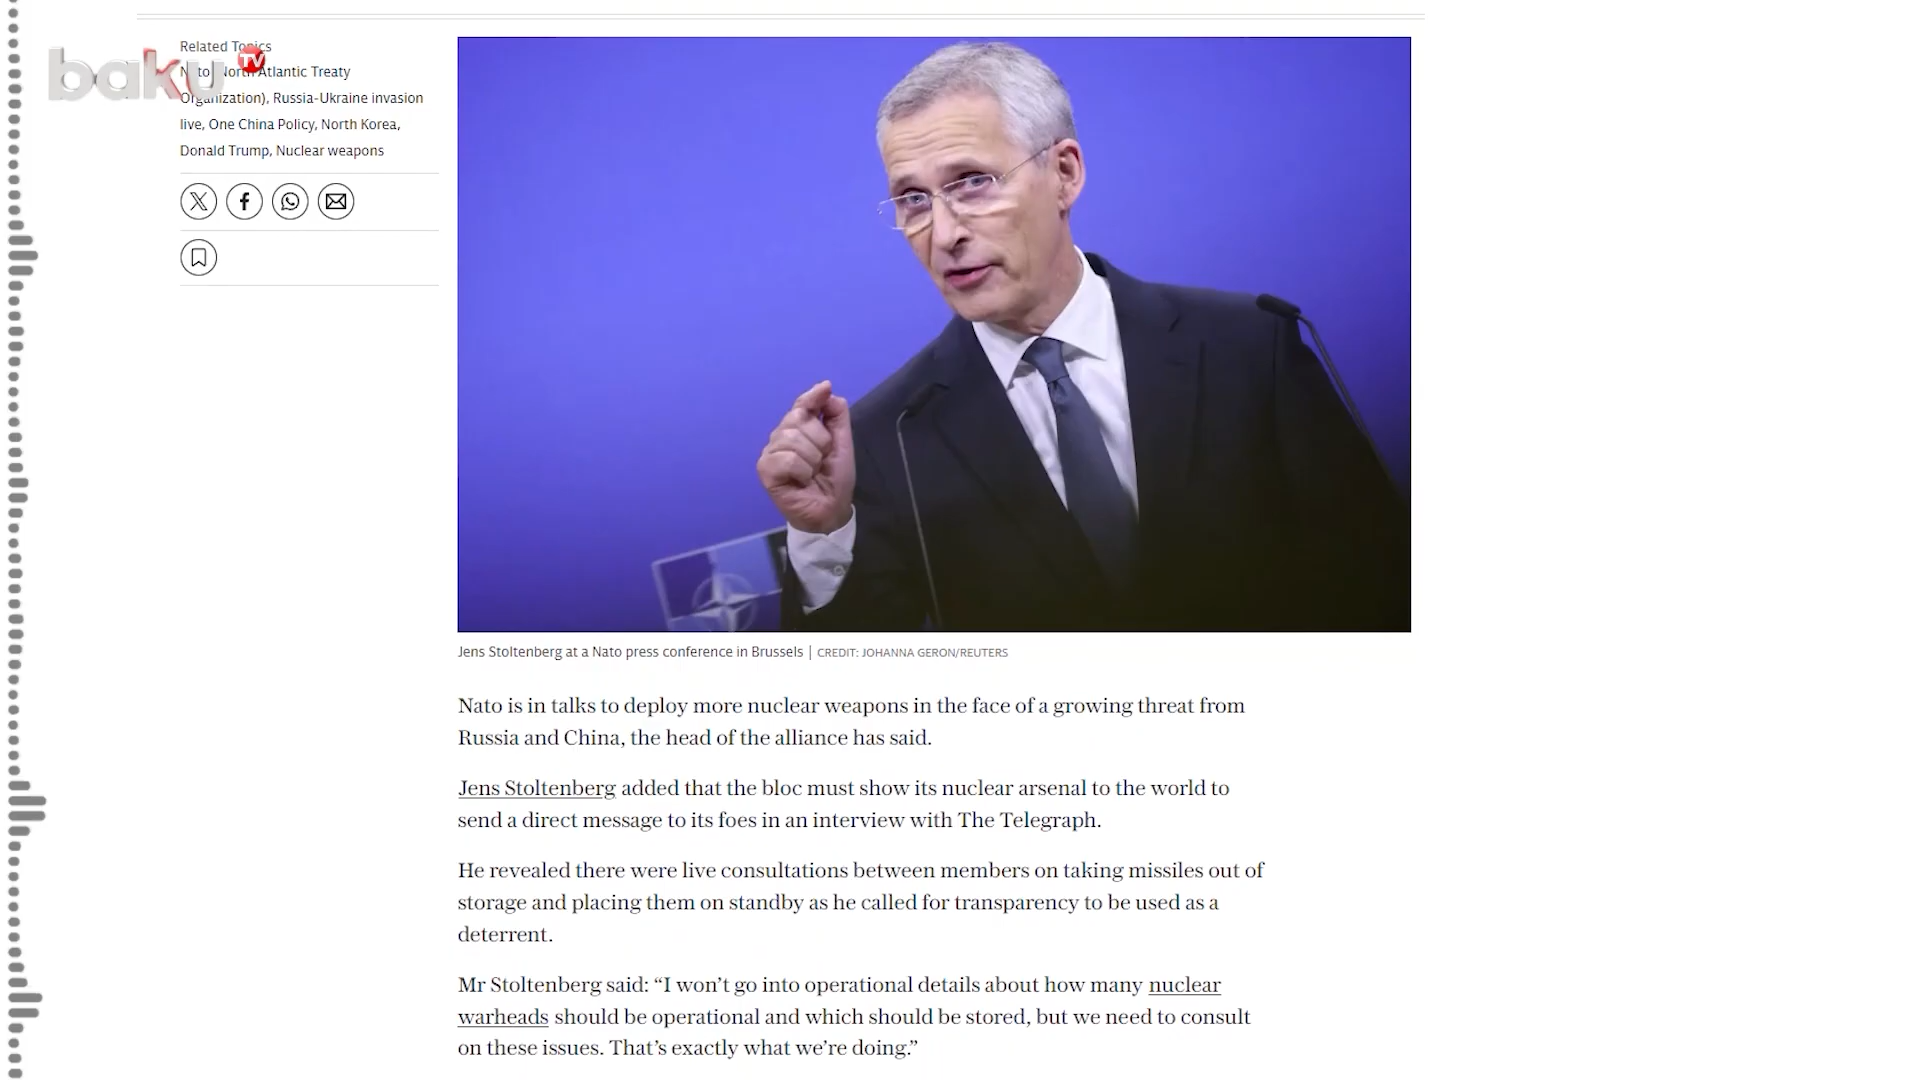 baku TV
Related Topics
Nato (North Atlantic Treaty
Organization), Russia-Ukraine invasion
live, One China Policy, North Korea,
Donald Trump, Nuclear weapons
Jens Stoltenberg at a Nato press conference in Brussels | CREDIT: JOHANNA GERON/REUTERS
Nato is in talks to deploy more nuclear weapons in the face of a growing threat from
Russia and China, the head of the alliance has said.
Jens Stoltenberg added that the bloc must show its nuclear arsenal to the world to
send a direct message to its foes in an interview with The Telegraph.
He revealed there were live consultations between members on taking missiles out of
storage and placing them on standby as he called for transparency to be used as a
deterrent.
Mr Stoltenberg said: “I won’t go into operational details about how many nuclear
warheads should be operational and which should be stored, but we need to consult
on these issues. That’s exactly what we’re doing.”